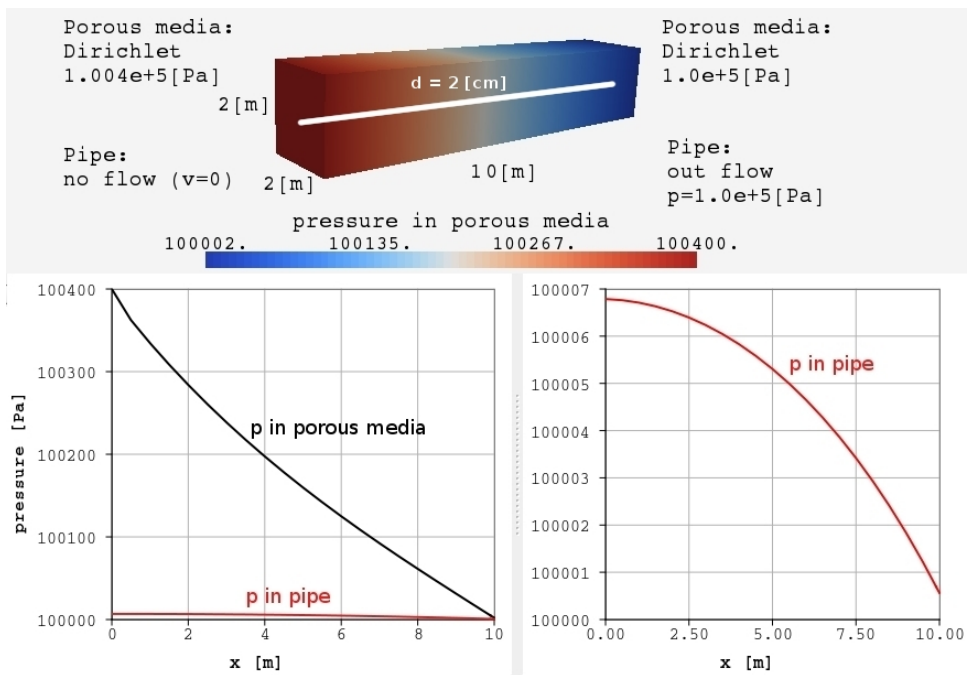 Porous media:
Dirichlet
1.004e+5[Pa]
Porous media:
Dirichlet
1.0e+5[Pa]
d = 2[cm]
2[m]
Pipe:
no flow (v=0)
2[m]
10[m]
Pipe:
out flow
p=1.0e+5[Pa]
pressure in porous media
100002. 100135. 100267. 100400.
100400
100300
100200
100100
100000
pressure [Pa]
p in porous media
p in pipe
0 2 4 6 8 10
x [m]
100007
100006
100005
100004
100003
100002
100001
100000
p in pipe
0.00 2.50 5.00 7.50 10.00
x [m]